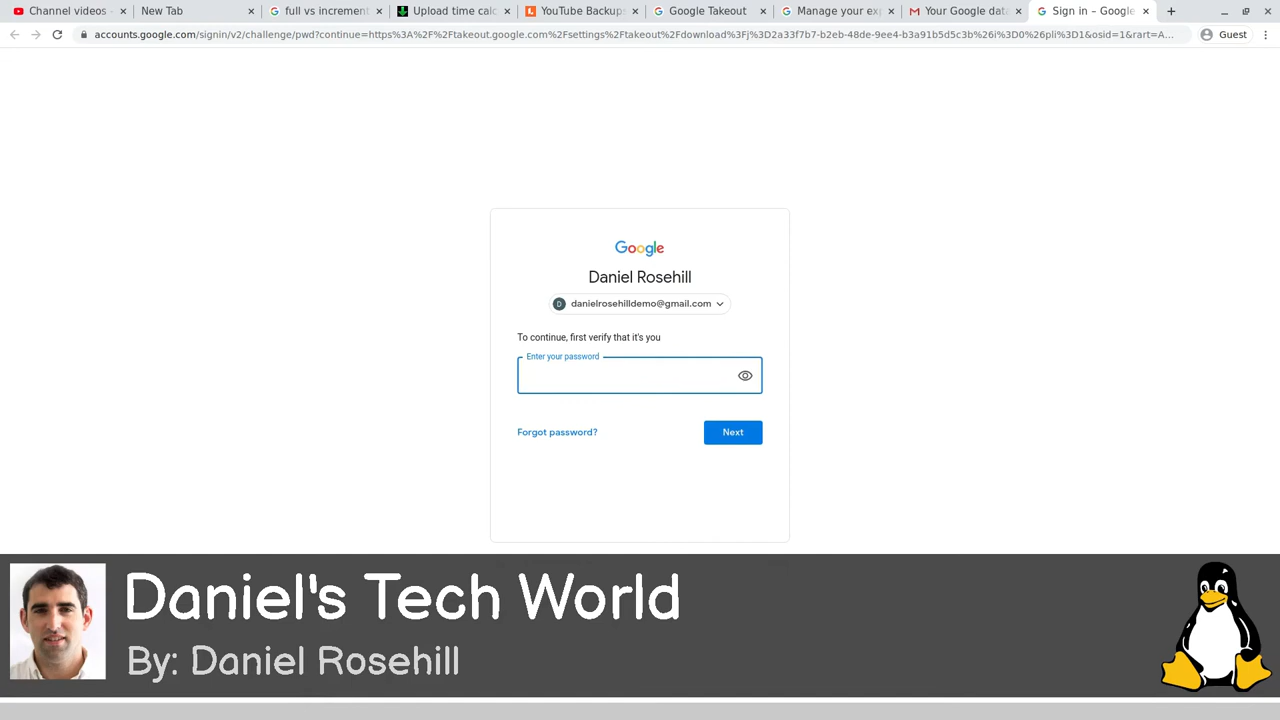 Channel videos -
New Tab
full vs increment
Upload time calc
YouTube Backups
Google Takeout
Manage your exp
Your Google data
Sign in – Google
accounts.google.com/signin/v2/challenge/pwd?continue=https%3A%2F%2Ftakeout.google.com%2Fsettings%2Ftakeout%2Fdownload%3Fj%3D2a33f7b7-b2eb-48de-9ee4-b3a91b5d5c3b%26i%3D0%26pli%3D1&osid=1&rart=A...
Guest
Google
Daniel Rosehill
D danielrosehilldemo@gmail.com
To continue, first verify that it's you
Enter your password
Forgot password?
Next
Daniel's Tech World
By: Daniel Rosehill